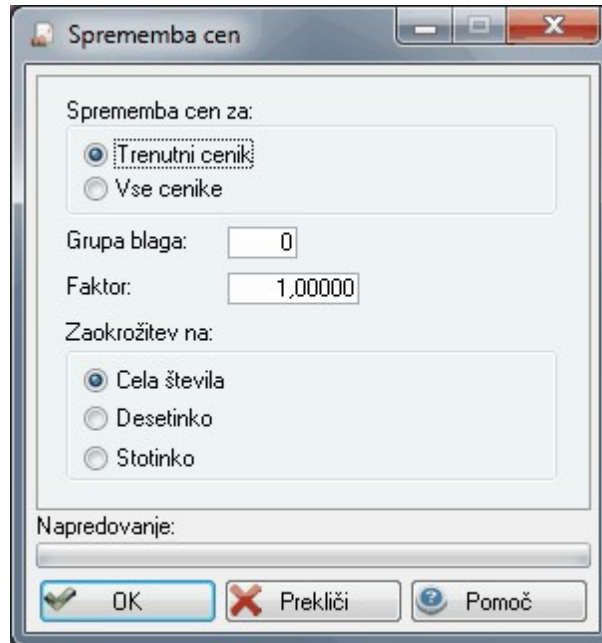 Sprememba cen
Sprememba cen za:
Trenutni cenik
Vse cenike
Grupa blaga: 0
Faktor: 1,00000
Zaokrožitev na:
Cela števila
Desetinko
Stotinko
Napredovanje:
OK Prekliči Pomoč